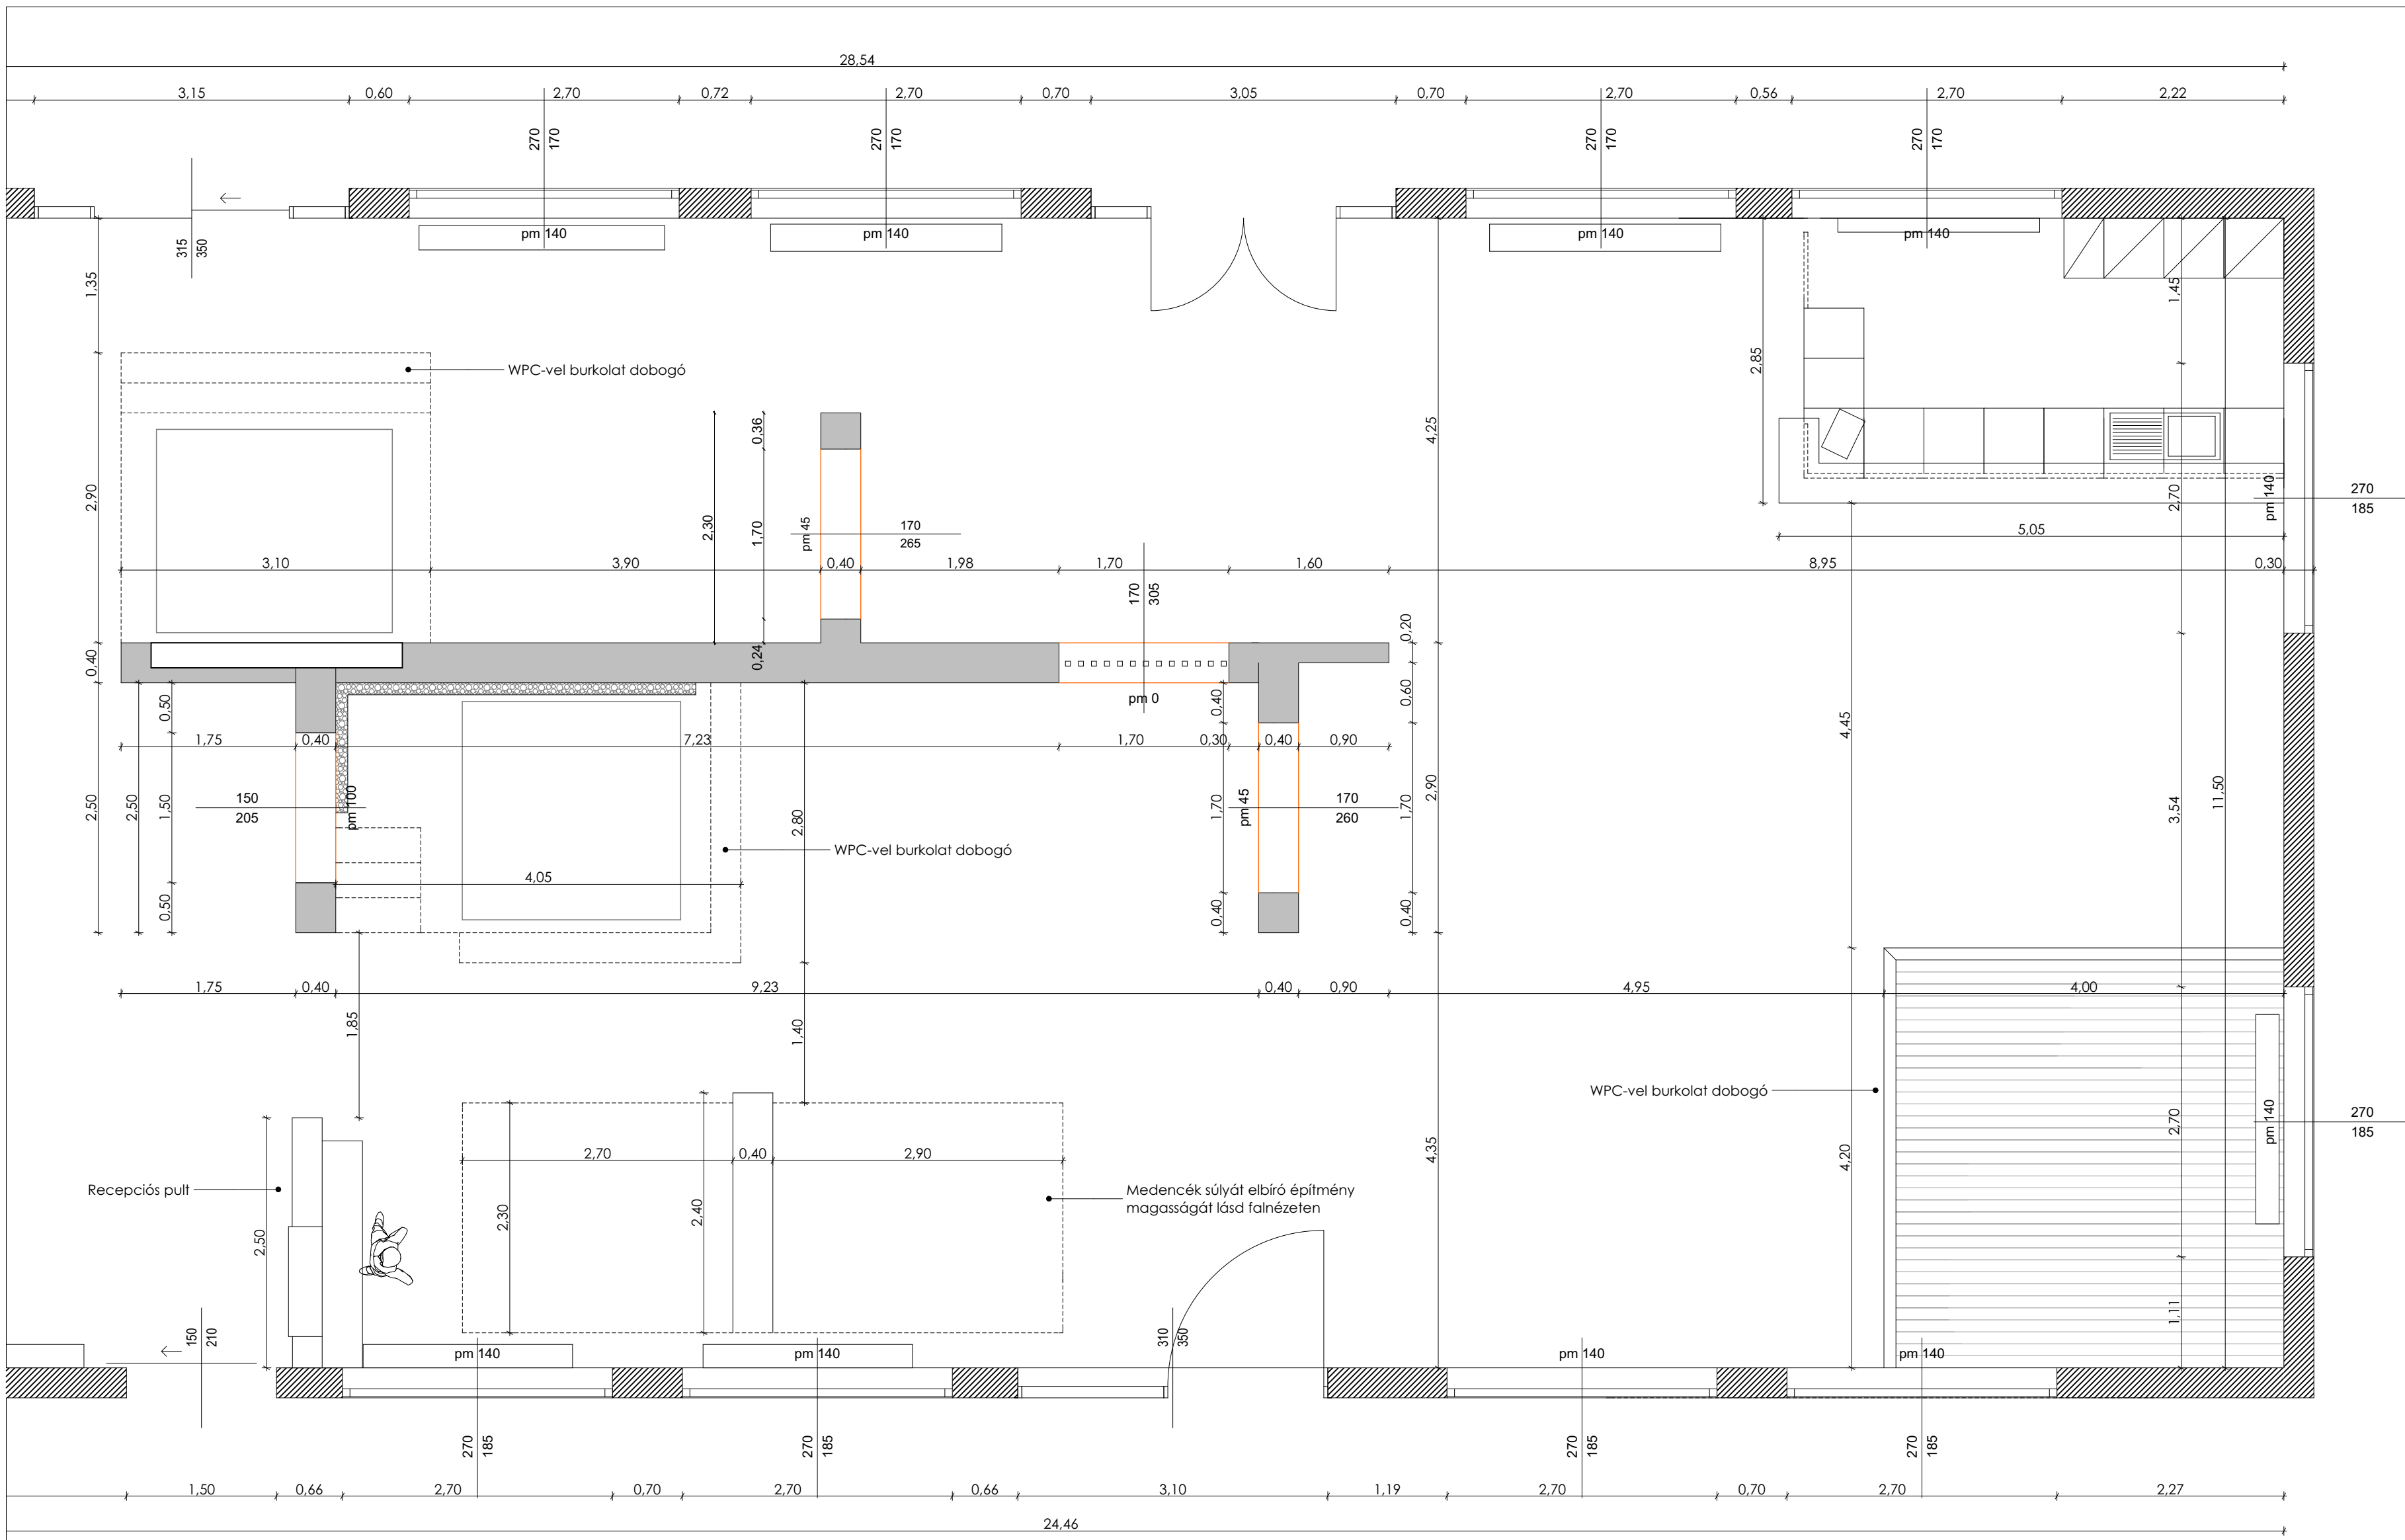 28,54
3,15 0,60 2,70 0,72 2,70 0,70 3,05 0,70 2,70 0,56 2,70 2,22
270 170
270 170
270 170
270 170
315 350
pm 140
pm 140
pm 140
pm 140
1,35
1,45
2,85
WPC-vel burkolat dobogó
0,36
4,25
2,90
2,30
1,70
pm 45
170
265
2,70
pm 140
270
185
5,05
3,10 3,90 0,40 1,98 1,70 1,60 8,95 0,30
170 305
0,20
0,40
0,24
0,60
pm 0
0,50
0,40
4,45
1,75 0,40 7,23 1,70 0,30 0,40 0,90
2,50
2,50
1,50
150
205
pm 100
2,80
1,70
pm 45
170
260
1,70
2,90
3,54
11,50
WPC-vel burkolat dobogó
4,05
0,50
0,40
0,40
1,75 0,40 9,23 0,40 0,90 4,95 4,00
1,85
1,40
WPC-vel burkolat dobogó
2,70
pm 140
270
185
2,70 0,40 2,90
4,35
4,20
Recepciós pult
Medencék súlyát elbíró építmény
magasságát lásd falnézeten
2,50
2,30
2,40
1,11
150 210
310 350
pm 140
pm 140
pm 140
pm 140
270 185
270 185
270 185
270 185
1,50 0,66 2,70 0,70 2,70 0,66 3,10 1,19 2,70 0,70 2,70 2,27
24,46